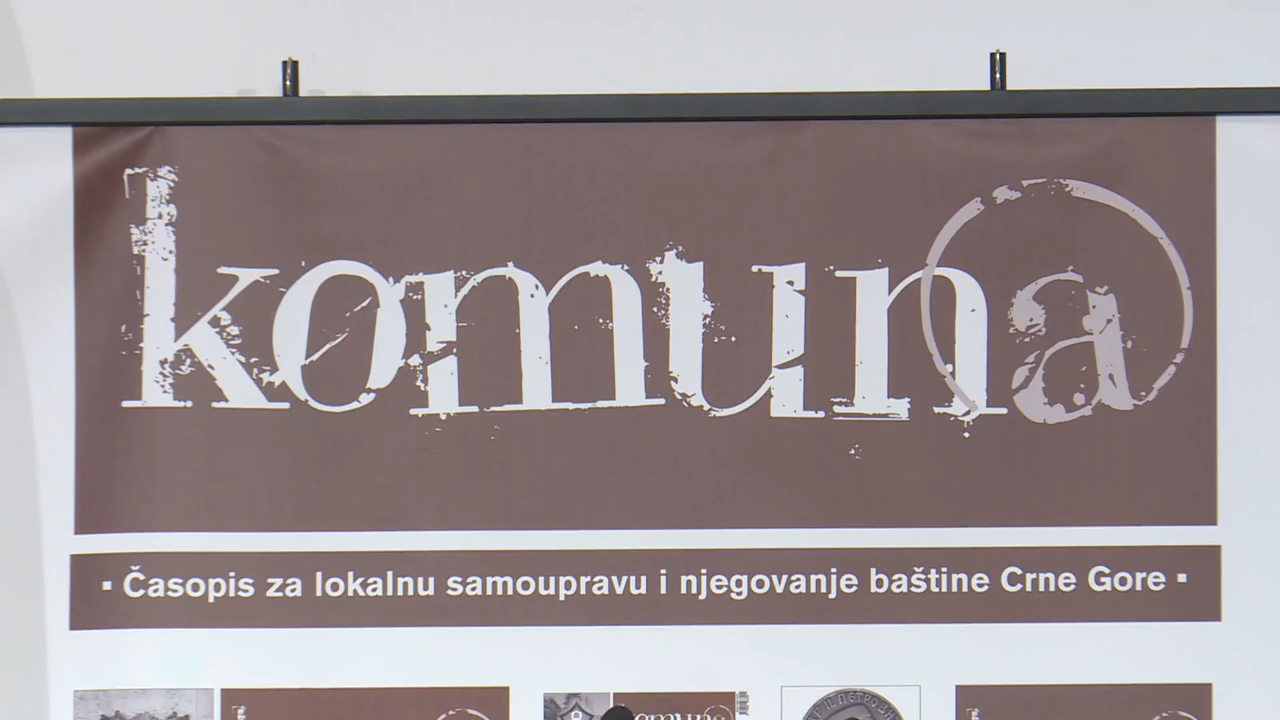 komuna
▪ Časopis za lokalnu samoupravu i njegovanje baštine Crne Gore ▪